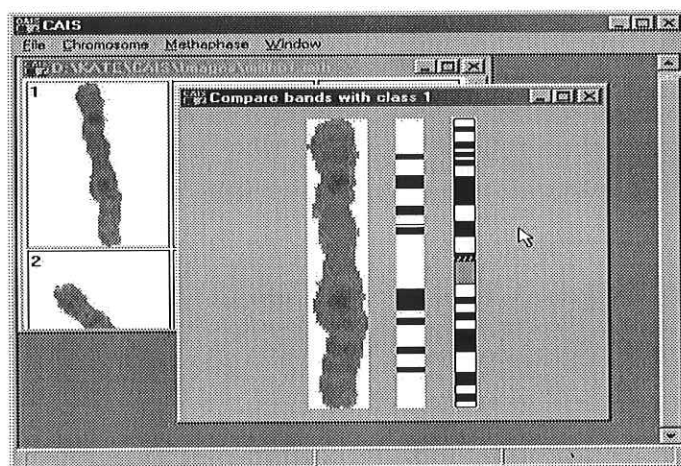 CAIS
File Chromosome Methaphase Window
1
Compare bands with class 1
2